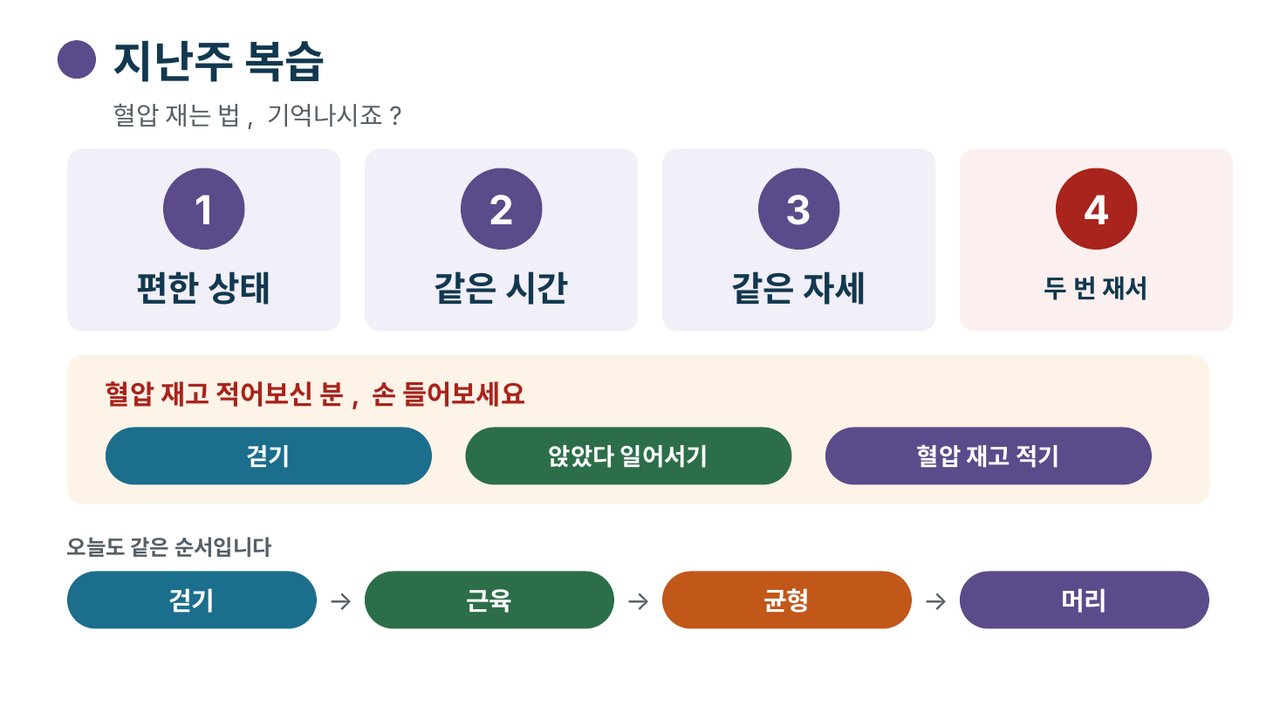 지난주 복습
혈압 재는 법 , 기억나시죠 ?
1
편한 상태
2
같은 시간
3
같은 자세
4
두 번 재서
혈압 재고 적어보신 분 , 손 들어보세요
걷기
앉았다 일어서기
혈압 재고 적기
오늘도 같은 순서입니다
걷기 → 근육 → 균형 → 머리